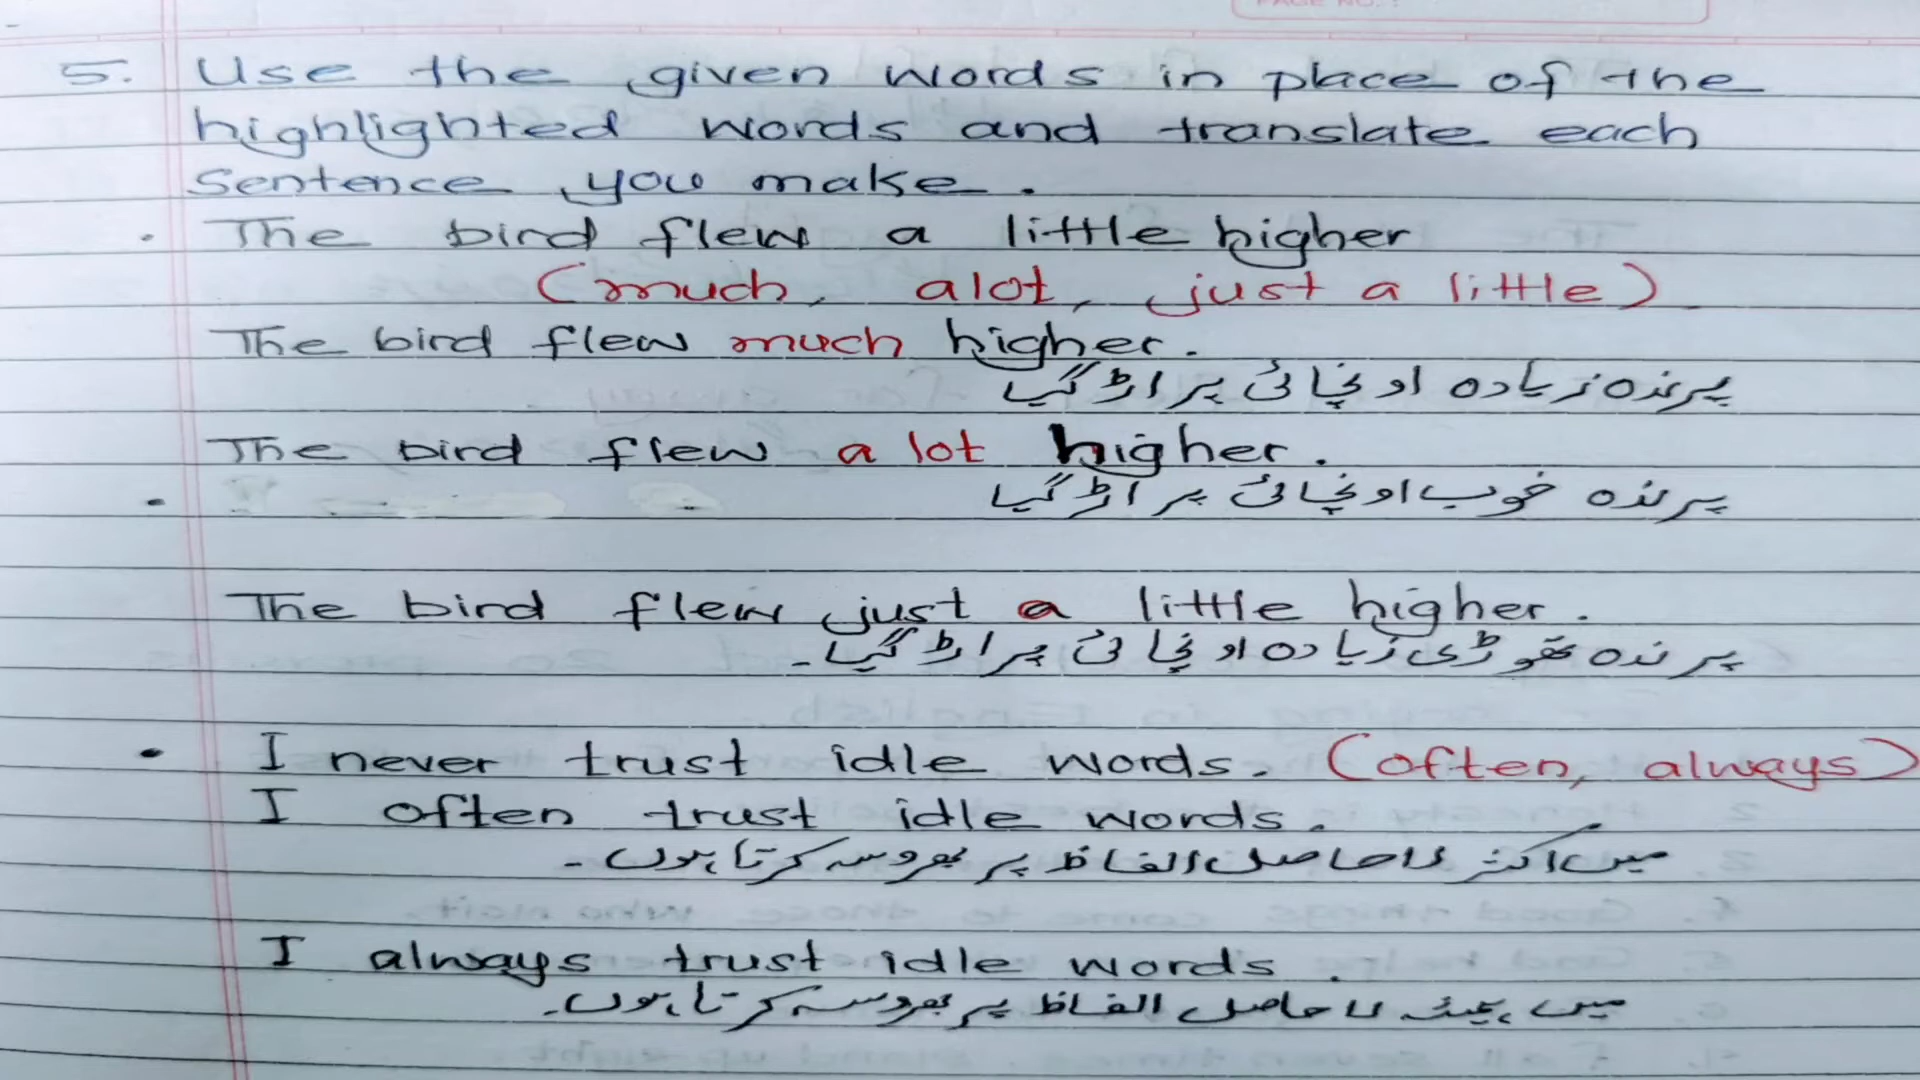 PAGE NO.:
5. Use the given words in place of the
highlighted words and translate each
Sentence you make.
• The bird flew a little higher
(much, alot, just a little)
The bird flew much higher.
پرندہ زیادہ اونچائی پر اڑ گیا
The bird flew a lot higher.
• پرندہ خوب اونچائی پر اڑ گیا
The bird flew just a little higher.
پرندہ تھوڑی زیادہ اونچائی پر اڑ گیا۔
• I never trust idle words. (often, always)
I often trust idle words.
میں اکثر لاحاصل الفاظ پر بھروسہ کرتا ہوں۔
I always trust idle words.
میں ہمیشہ لاحاصل الفاظ پر بھروسہ کرتا ہوں۔